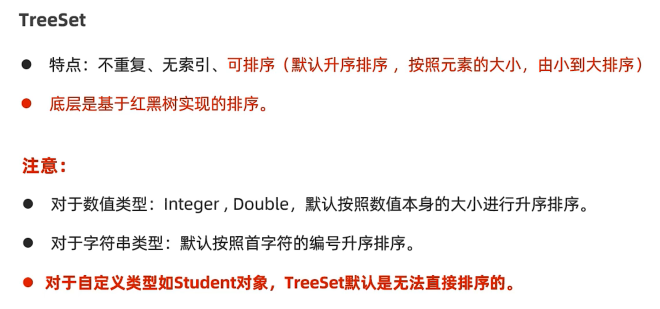 TreeSet
● 特点：不重复、无索引、可排序（默认升序排序 ，按照元素的大小，由小到大排序）
● 底层是基于红黑树实现的排序。
注意：
● 对于数值类型：Integer , Double，默认按照数值本身的大小进行升序排序。
● 对于字符串类型：默认按照首字符的编号升序排序。
● 对于自定义类型如Student对象，TreeSet默认是无法直接排序的。